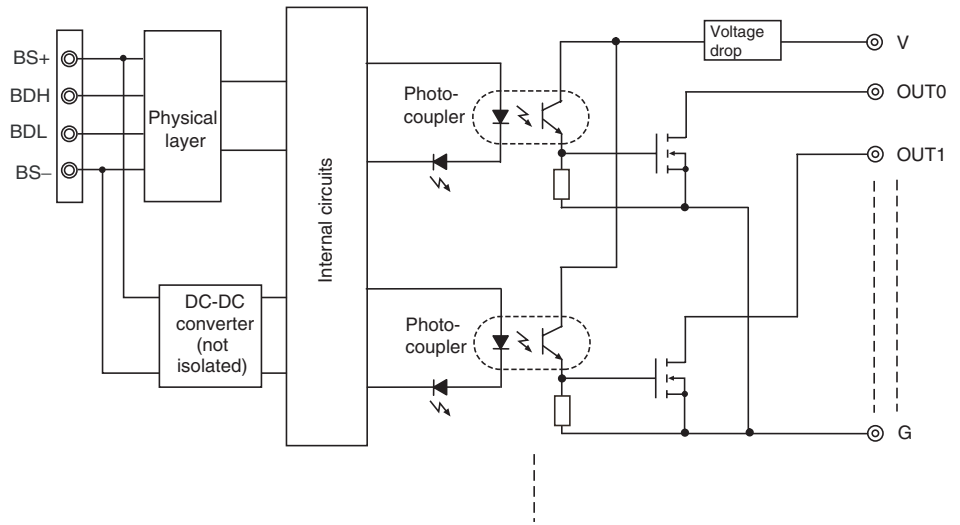 BS+
BDH
BDL
BS–
Physical
layer
DC-DC
converter
(not
isolated)
Internal circuits
Photo-
coupler
Photo-
coupler
Voltage
drop
V
OUT0
OUT1
G